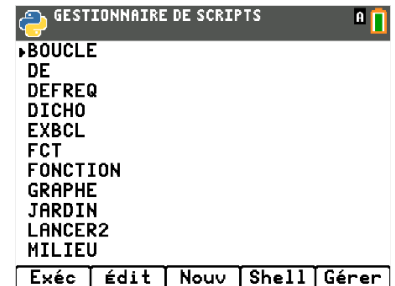 GESTIONNAIRE DE SCRIPTS A
BOUCLE
DE
DEFREQ
DICHO
EXBCL
FCT
FONCTION
GRAPHE
JARDIN
LANCER2
MILIEU
Exéc édit Nouv Shell Gérer